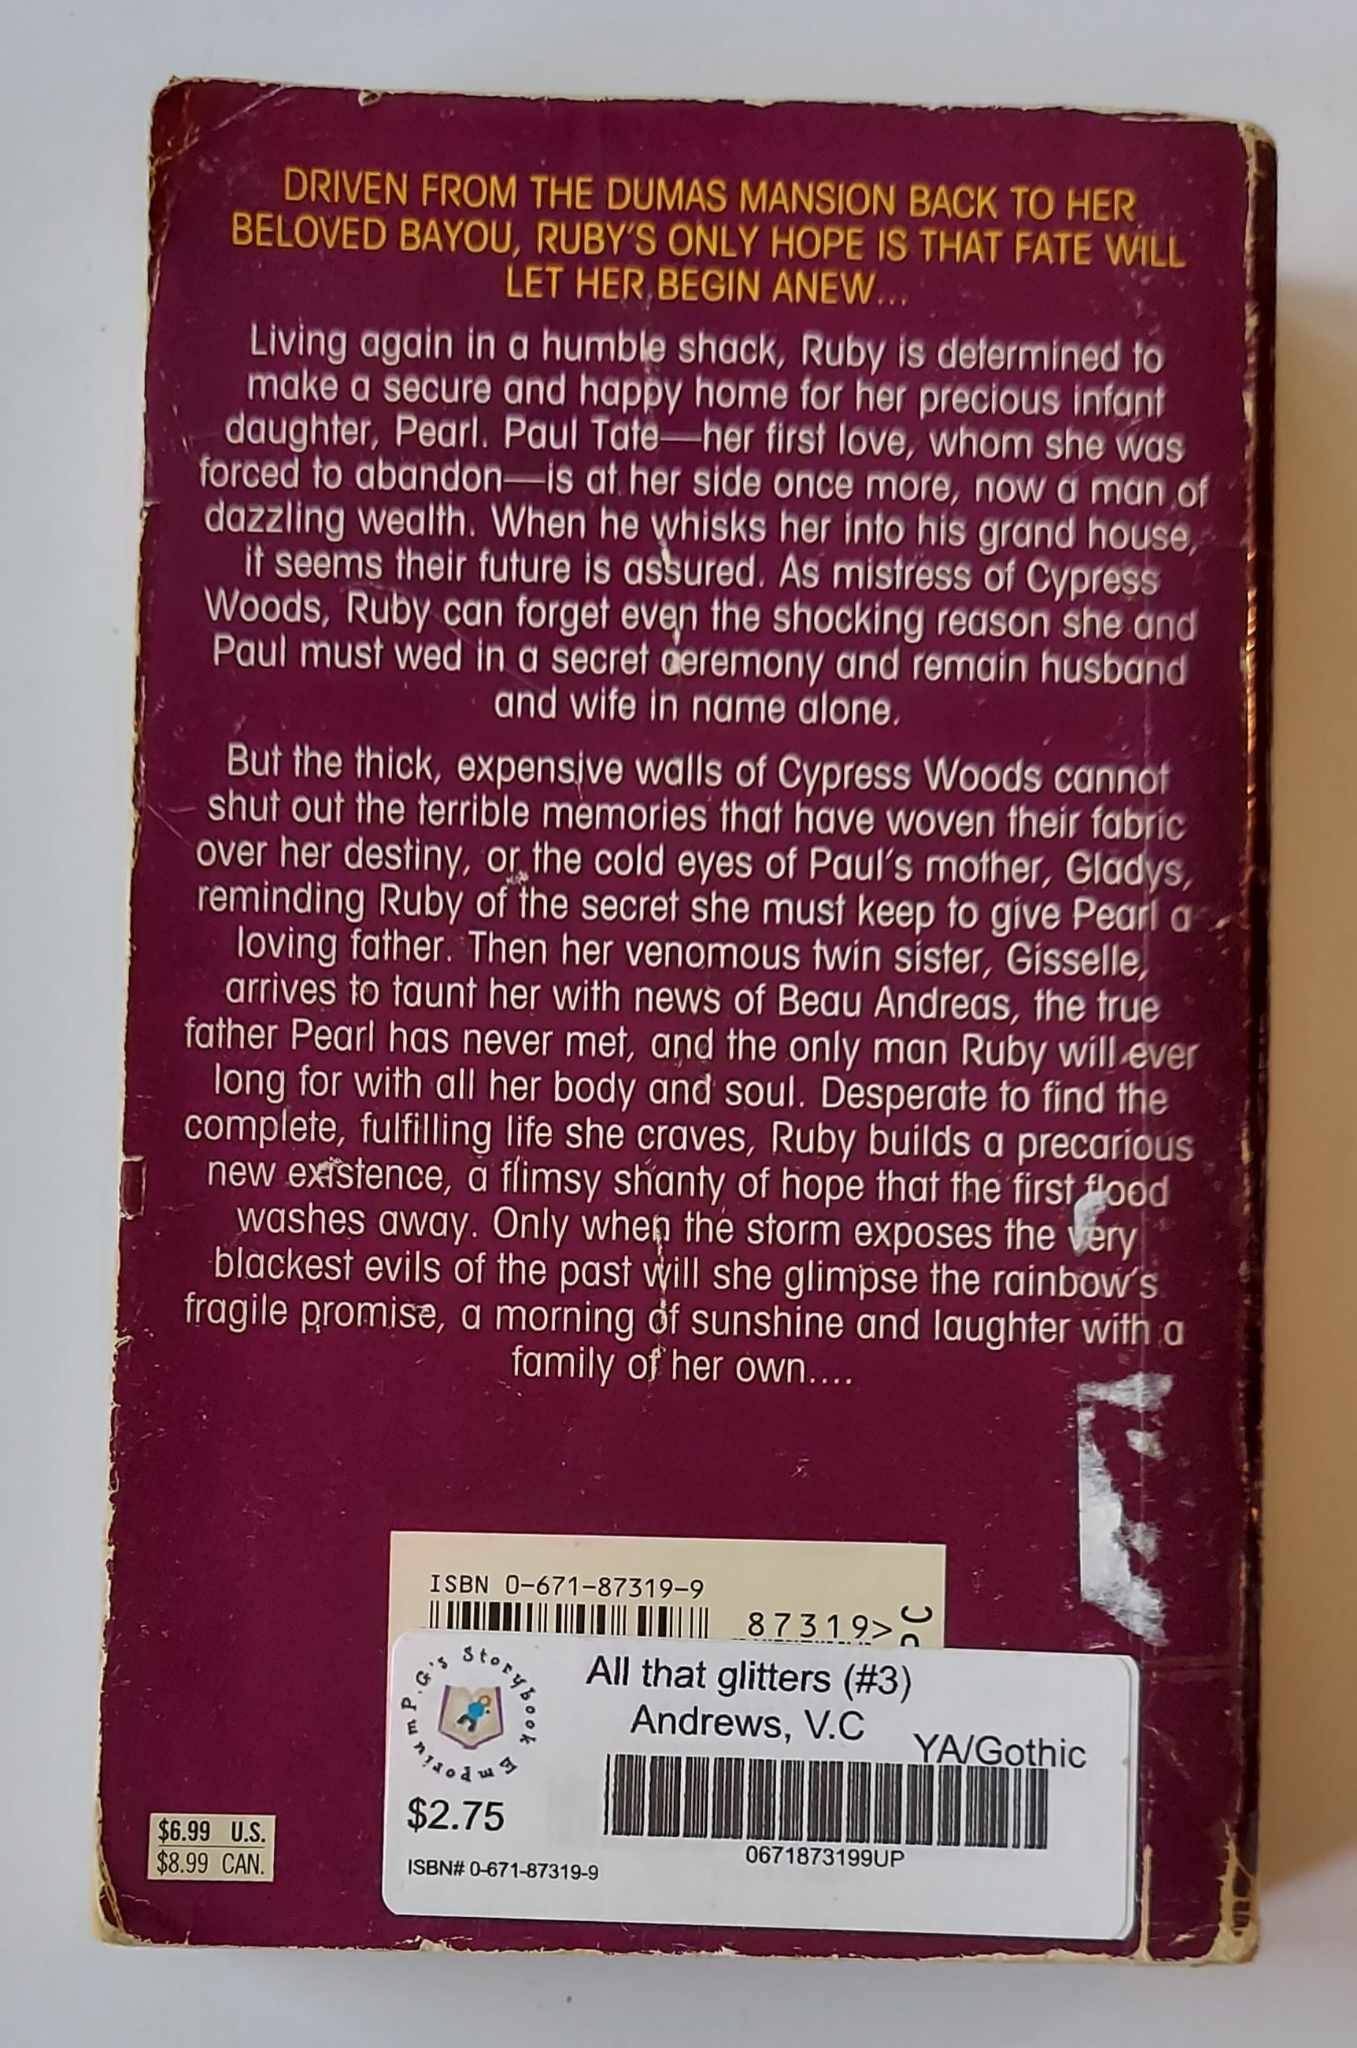 DRIVEN FROM THE DUMAS MANSION BACK TO HER
BELOVED BAYOU, RUBY'S ONLY HOPE IS THAT FATE WILL
LET HER BEGIN ANEW...
Living again in a humble shack, Ruby is determined to
make a secure and happy home for her precious infant
daughter, Pearl. Paul Tate—her first love, whom she was
forced to abandon—is at her side once more, now a man of
dazzling wealth. When he whisks her into his grand house,
it seems their future is assured. As mistress of Cypress
Woods, Ruby can forget even the shocking reason she and
Paul must wed in a secret ceremony and remain husband
and wife in name alone.
But the thick, expensive walls of Cypress Woods cannot
shut out the terrible memories that have woven their fabric
over her destiny, or the cold eyes of Paul's mother, Gladys,
reminding Ruby of the secret she must keep to give Pearl a
loving father. Then her venomous twin sister, Gisselle,
arrives to taunt her with news of Beau Andreas, the true
father Pearl has never met, and the only man Ruby will ever
long for with all her body and soul. Desperate to find the
complete, fulfilling life she craves, Ruby builds a precarious
new existence, a flimsy shanty of hope that the first flood
washes away. Only when the storm exposes the very
blackest evils of the past will she glimpse the rainbow's
fragile promise, a morning of sunshine and laughter with a
family of her own....
ISBN 0-671-87319-9
87319>
P.G's Storybook Emporium
All that glitters (#3)
Andrews, V.C
YA/Gothic
$2.75
0671873199UP
ISBN# 0-671-87319-9
$6.99 U.S.
$8.99 CAN.